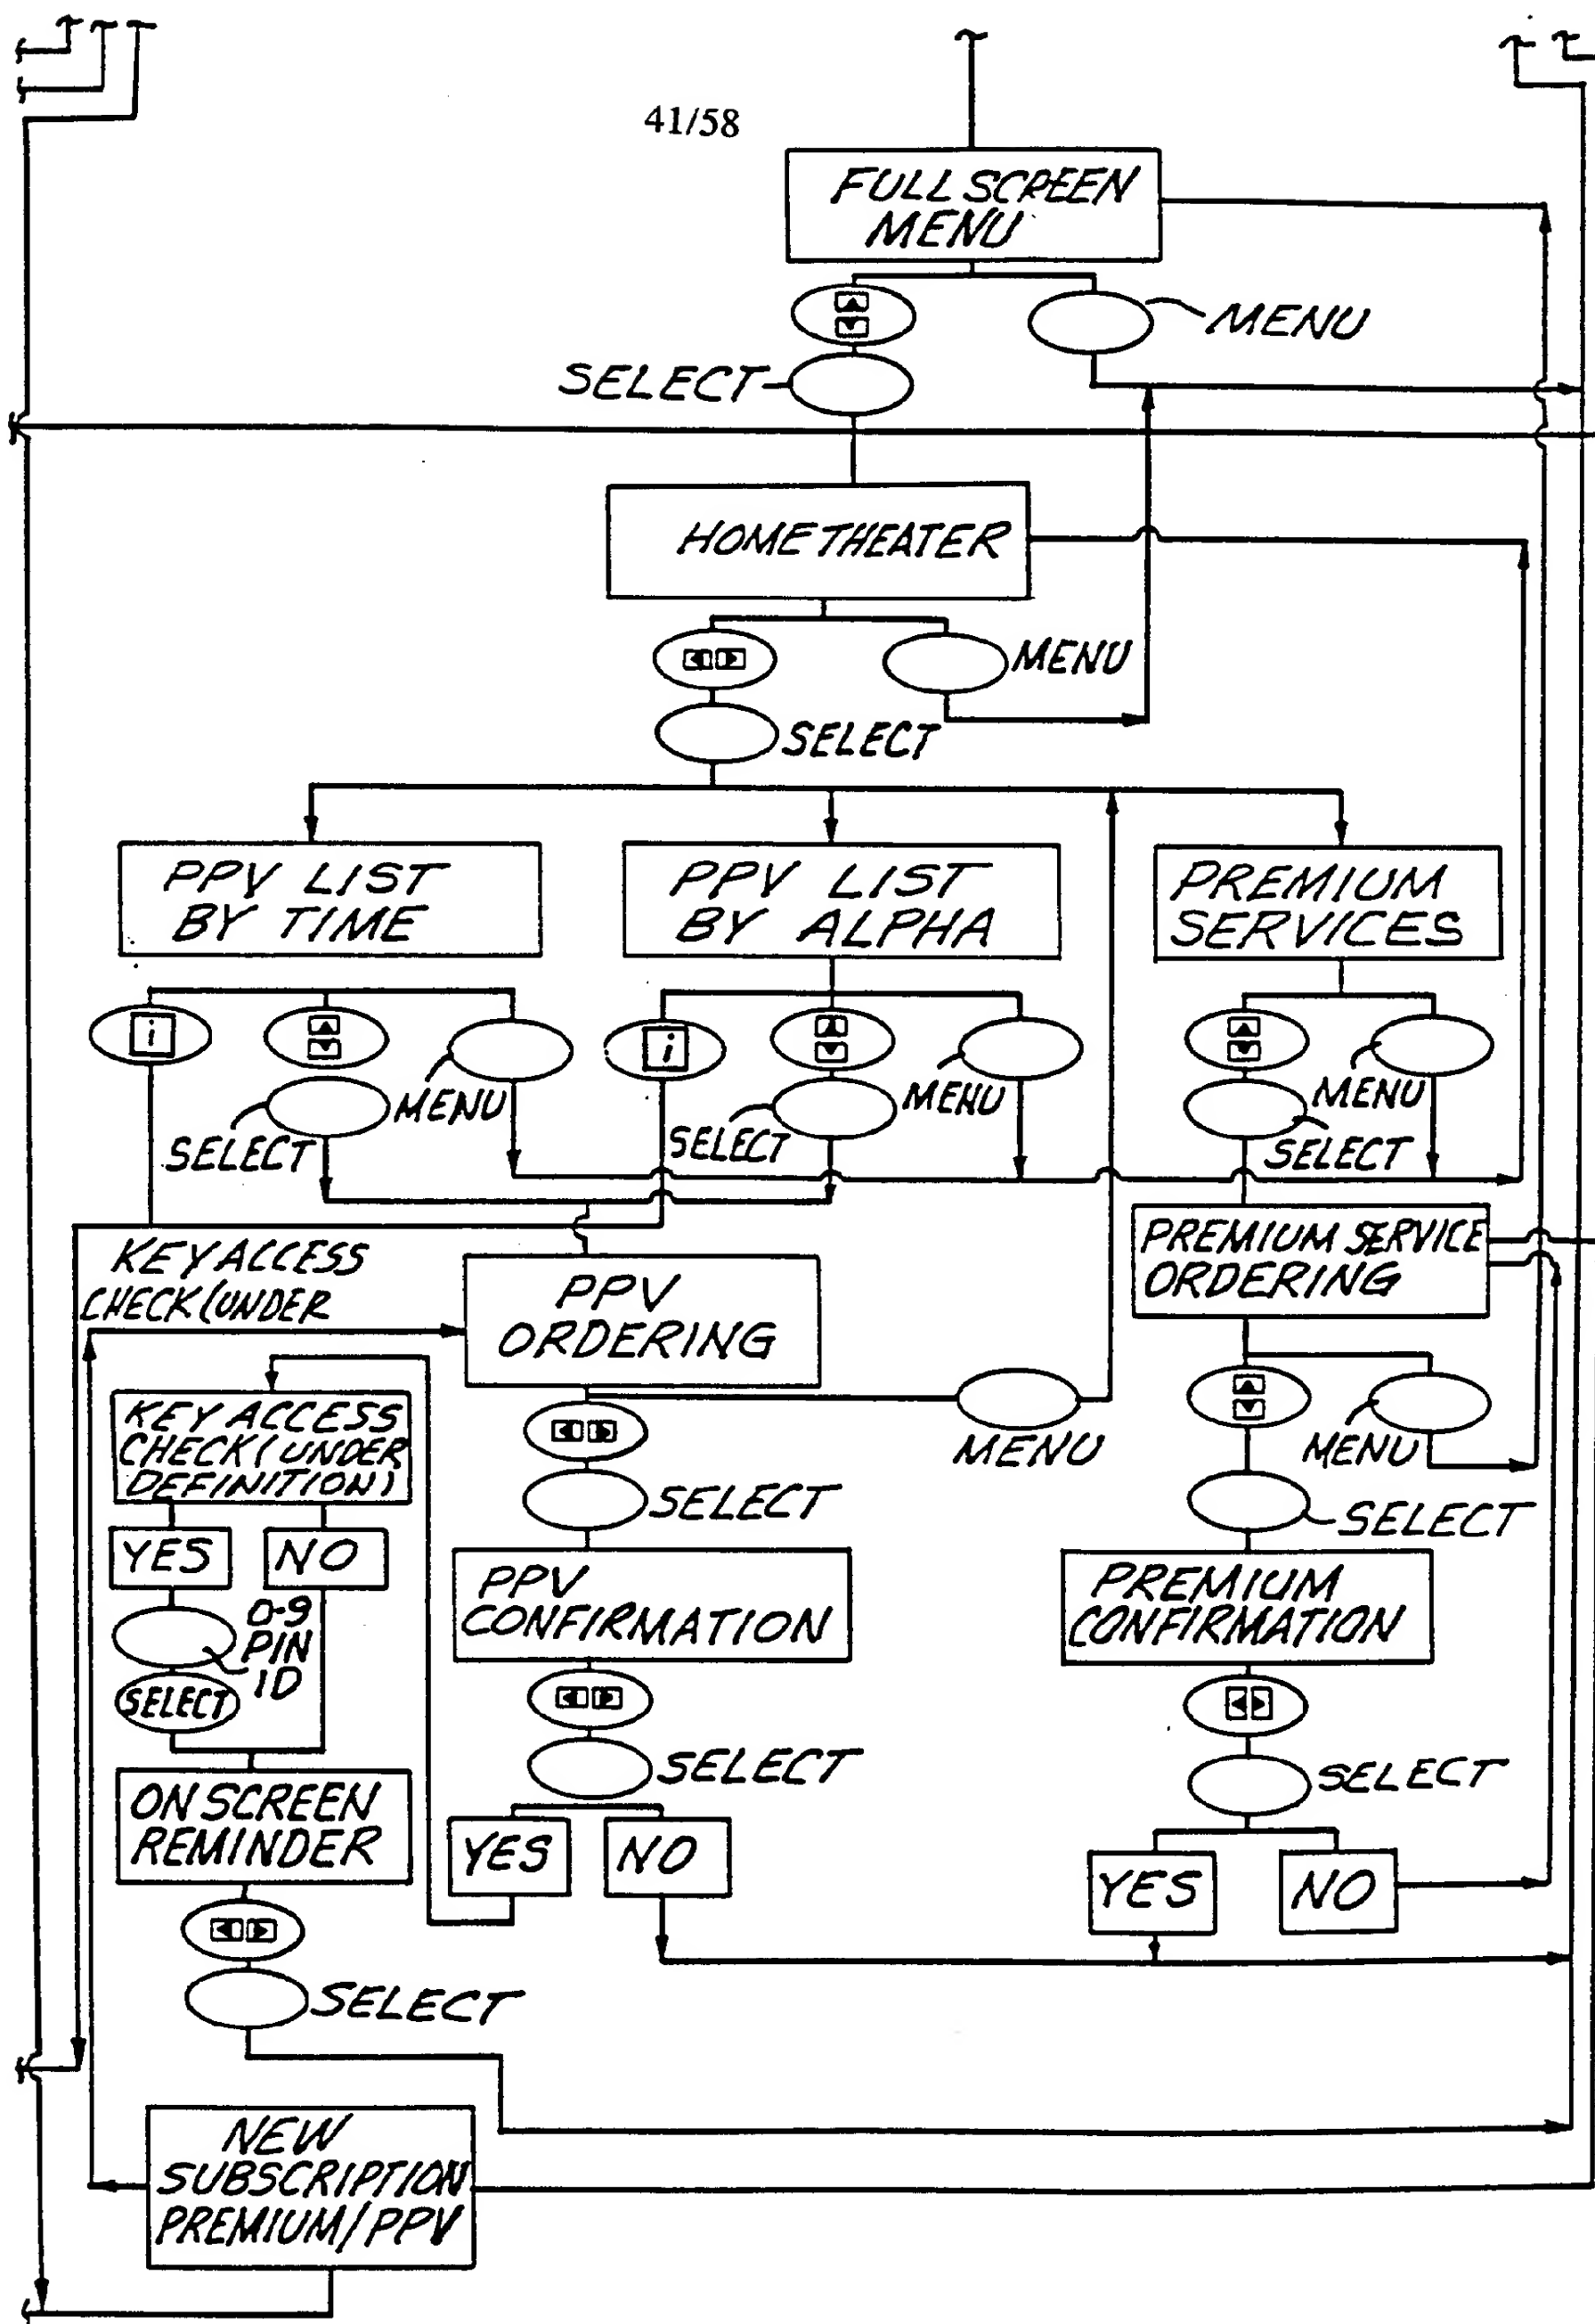 41/58
FULL SCREEN
MENU
MENU
SELECT
HOME THEATER
MENU
SELECT
PPV LIST
BY TIME
PPV LIST
BY ALPHA
PREMIUM
SERVICES
i
i
MENU
MENU
MENU
SELECT
SELECT
SELECT
KEY ACCESS
CHECK (UNDER
PPV
ORDERING
PREMIUM SERVICE
ORDERING
KEY ACCESS
CHECK (UNDER
DEFINITION)
MENU
MENU
SELECT
SELECT
YES
NO
PPV
CONFIRMATION
PREMIUM
CONFIRMATION
0-9
PIN
ID
SELECT
SELECT
SELECT
ON SCREEN
REMINDER
YES
NO
YES
NO
SELECT
NEW
SUBSCRIPTION
PREMIUM/PPV